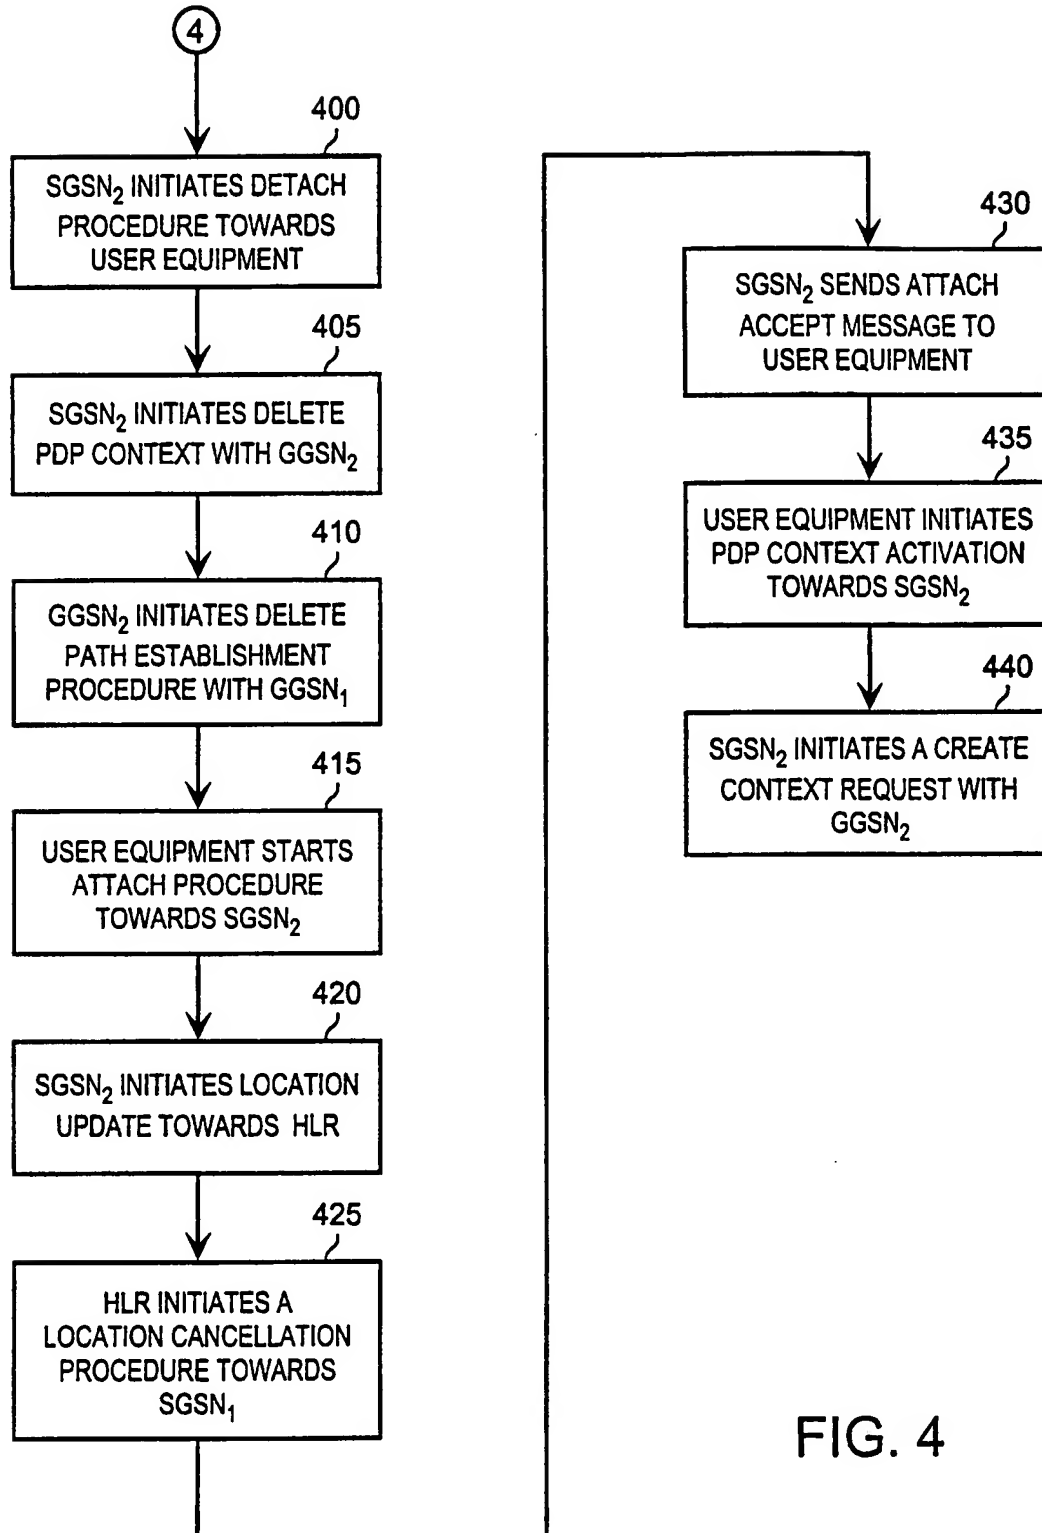 4
400
SGSN₂ INITIATES DETACH
PROCEDURE TOWARDS
USER EQUIPMENT
405
SGSN₂ INITIATES DELETE
PDP CONTEXT WITH GGSN₂
410
GGSN₂ INITIATES DELETE
PATH ESTABLISHMENT
PROCEDURE WITH GGSN₁
415
USER EQUIPMENT STARTS
ATTACH PROCEDURE
TOWARDS SGSN₂
420
SGSN₂ INITIATES LOCATION
UPDATE TOWARDS HLR
425
HLR INITIATES A
LOCATION CANCELLATION
PROCEDURE TOWARDS
SGSN₁
430
SGSN₂ SENDS ATTACH
ACCEPT MESSAGE TO
USER EQUIPMENT
435
USER EQUIPMENT INITIATES
PDP CONTEXT ACTIVATION
TOWARDS SGSN₂
440
SGSN₂ INITIATES A CREATE
CONTEXT REQUEST WITH
GGSN₂
FIG. 4